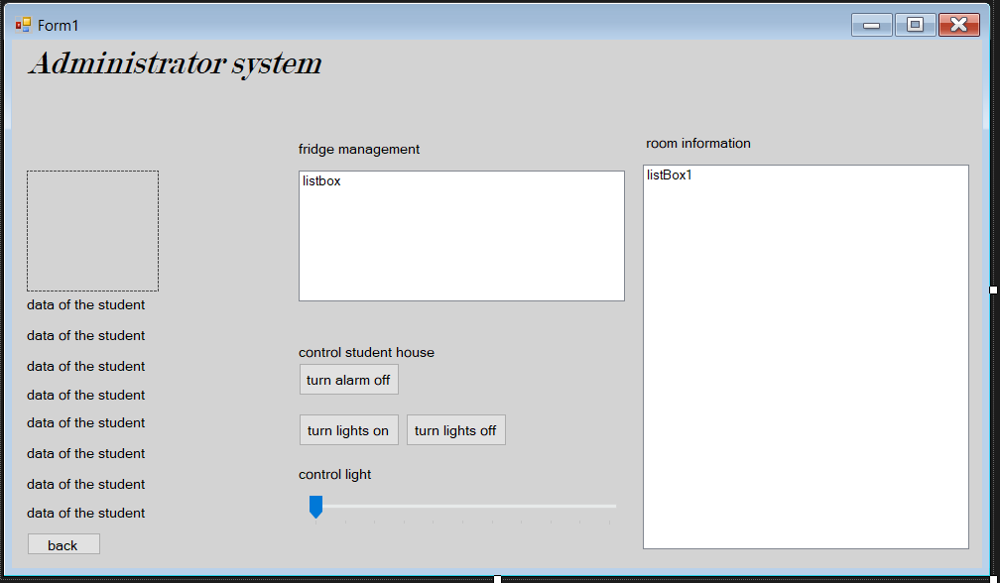 Form1
Administrator system
fridge management
room information
listbox
listBox1
data of the student
data of the student
data of the student
data of the student
data of the student
data of the student
data of the student
data of the student
back
control student house
turn alarm off
turn lights on
turn lights off
control light